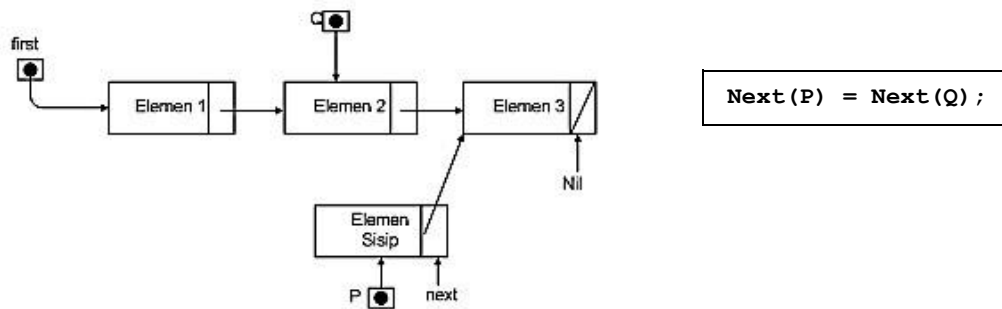 Q
first
Elemen 1
Elemen 2
Elemen 3
Next(P) = Next(Q);
Nil
Elemen
Sisip
P
next